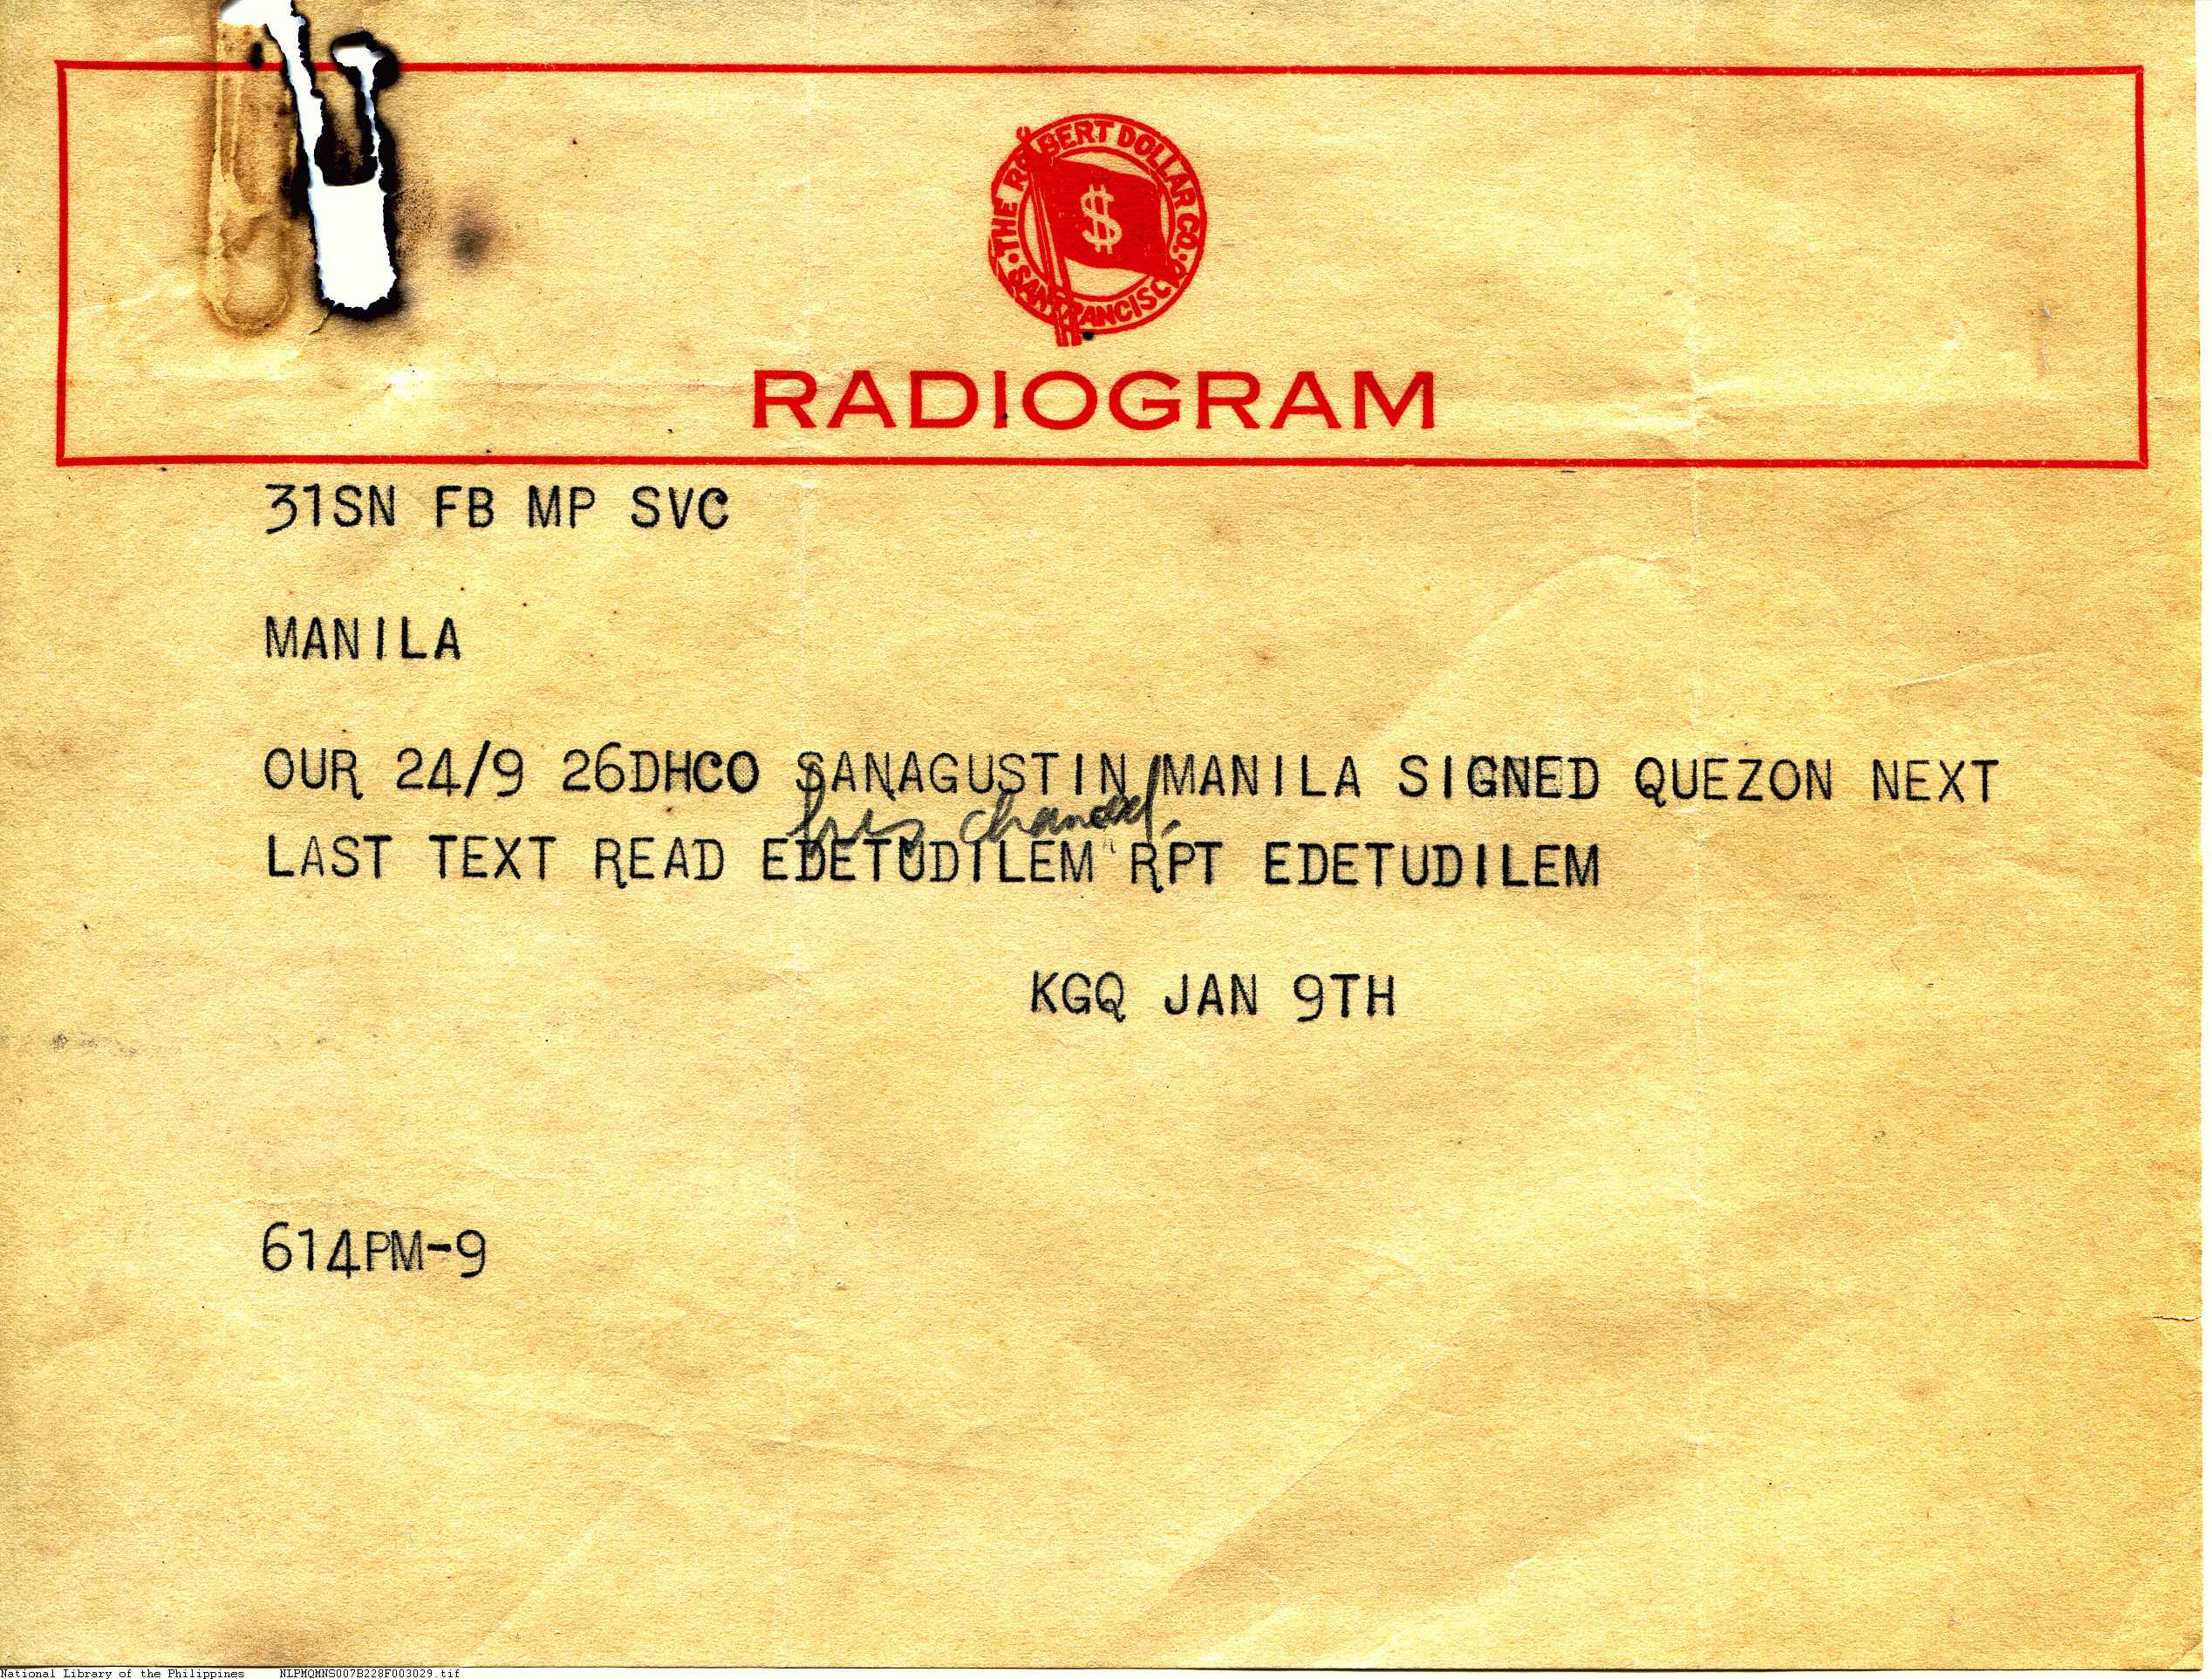 THE ROBERT DOLLAR CO. SAN FRANCISCO
$
RADIOGRAM
31SN FB MP SVC
MANILA
OUR 24/9 26DHCO SANAGUSTIN/MANILA SIGNED QUEZON NEXT
LAST TEXT READ EDETUDILEM RPT EDETUDILEM
KGQ JAN 9TH
614PM-9
National Library of the Philippines NLPMQMNS007B228F003029.tif